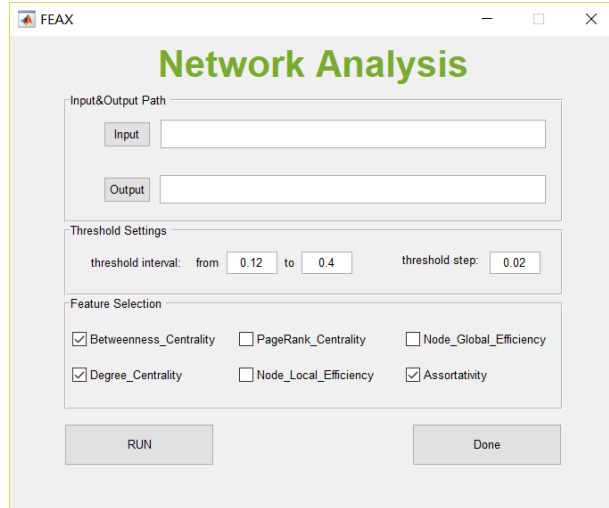 FEAX
Network Analysis
Input&Output Path
Input
Output
Threshold Settings
threshold interval: from 0.12 to 0.4 threshold step: 0.02
Feature Selection
Betweenness_Centrality PageRank_Centrality Node_Global_Efficiency
Degree_Centrality Node_Local_Efficiency Assortativity
RUN Done